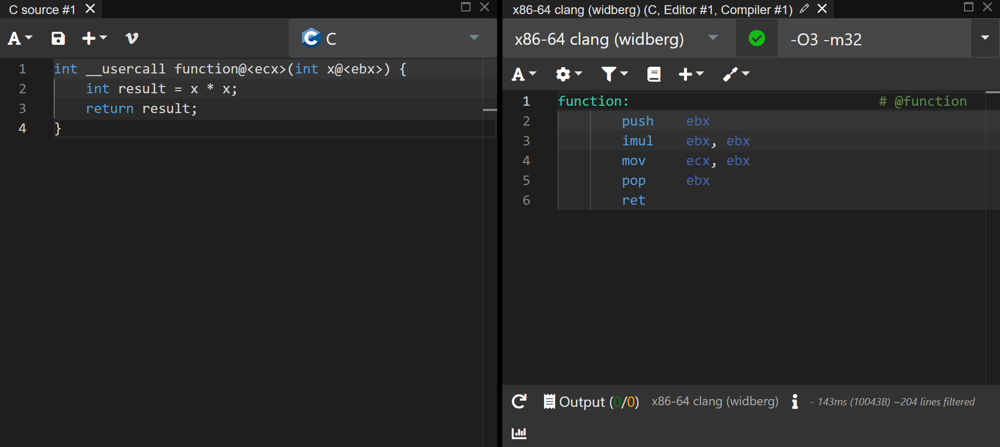 C source #1
x86-64 clang (widberg) (C, Editor #1, Compiler #1)
A
C
x86-64 clang (widberg)
-O3 -m32
A
1 int __usercall function@<ecx>(int x@<ebx>) {
2 int result = x * x;
3 return result;
4 }
1 function: # @function
2 push ebx
3 imul ebx, ebx
4 mov ecx, ebx
5 pop ebx
6 ret
Output (0/0) x86-64 clang (widberg) - 143ms (10043B) ~204 lines filtered